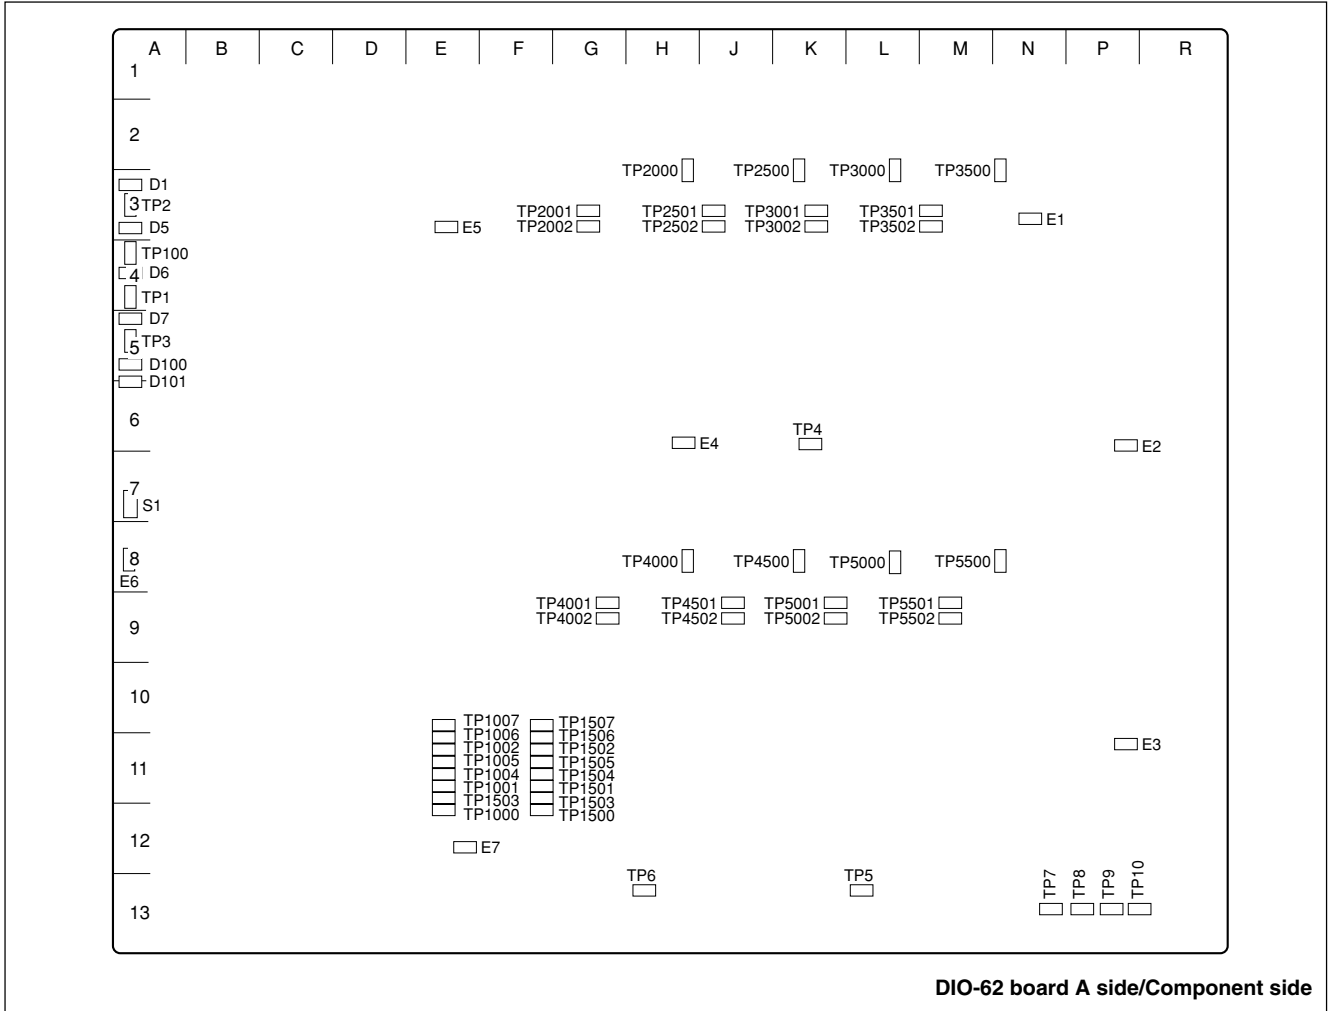 A B C D E F G H J K L M N P R
1
2
TP2000 TP2500 TP3000 TP3500
D1
3 TP2
TP2001 TP2501 TP3001 TP3501
E1
D5 E5 TP2002 TP2502 TP3002 TP3502
TP100
4 D6
TP1
D7
TP3
5
D100
D101
6
TP4
E4 E2
7
S1
8 TP4000 TP4500 TP5000 TP5500
E6
TP4001 TP4501 TP5001 TP5501
TP4002 TP4502 TP5002 TP5502
9
10
TP1007 TP1507
TP1006 TP1506
TP1002 TP1502
E3
TP1005 TP1505
11
TP1004 TP1504
TP1001 TP1501
TP1503 TP1503
TP1000 TP1500
12
E7
TP6 TP5 TP7 TP8 TP9 TP10
13
DIO-62 board A side/Component side